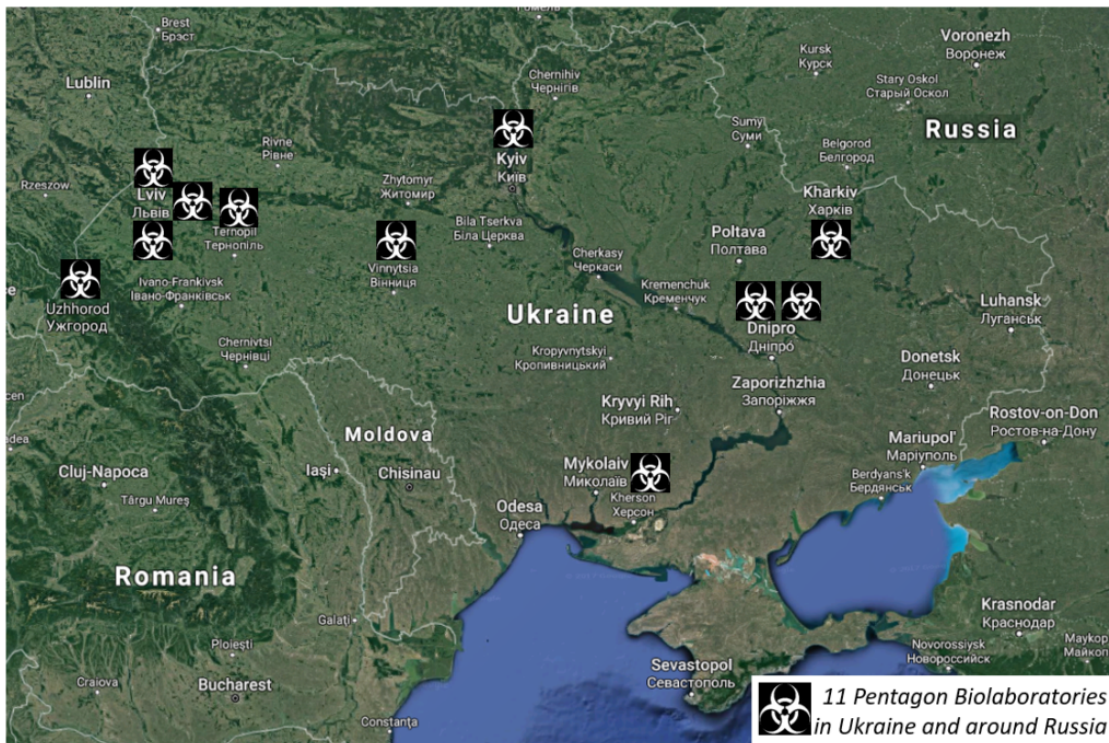 Brest
Брэст
Гомель
Lublin
Chernihiv
Чернігів
Kursk
Курск
Voronezh
Воронеж
Stary Oskol
Старый Оскол
Russia
Sumy
Суми
Rivne
Рівне
Kyiv
Київ
Belgorod
Белгород
Rzeszow
Lviv
Львів
Zhytomyr
Житомир
Kharkiv
Харків
Ternopil
Тернопіль
Bila Tserkva
Біла Церква
Poltava
Полтава
Cherkasy
Черкаси
Vinnytsia
Вінниця
Ivano-Frankivsk
Івано-Франківськ
Uzhhorod
Ужгород
Kremenchuk
Кременчук
Luhansk
Луганськ
Ukraine
Dnipro
Дніпро́
Chernivtsi
Чернівці
Kropyvnytskyi
Кропивницький
Donetsk
Донецьк
Zaporizhzhia
Запоріжжя
Kryvyi Rih
Кривий Ріг
Rostov-on-Don
Ростов-на-Дону
Moldova
Mariupol'
Маріуполь
Cluj-Napoca
Iași
Chisinau
Mykolaiv
Миколаїв
Berdyans'k
Бердянськ
Târgu Mureș
Kherson
Херсон
Odesa
Одеса
Romania
Galați
Krasnodar
Краснодар
Ploiești
Novorossiysk
Новороссийск
Maykop
Майкоп
Craiova
Bucharest
Sevastopol
Севастополь
Constanța
11 Pentagon Biolaboratories
in Ukraine and around Russia